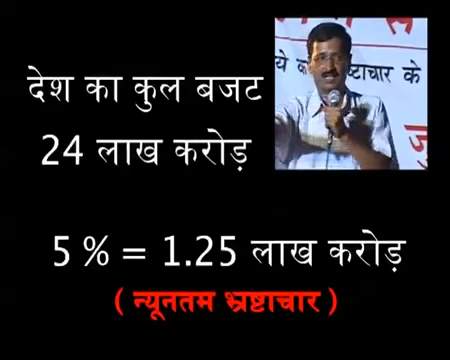 देश का कुल बजट
24 लाख करोड़
5 % = 1.25 लाख करोड़
( न्यूनतम भ्रष्टाचार )